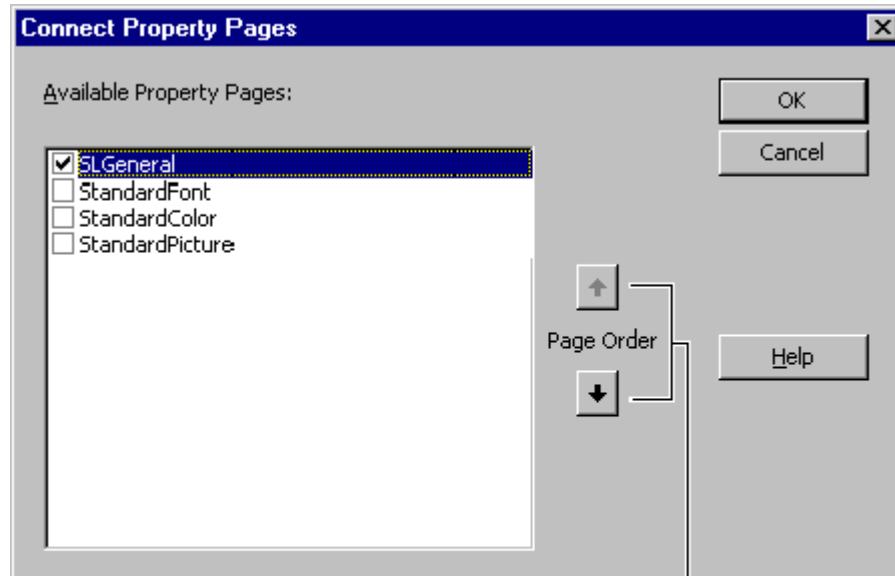 Connect Property Pages
Available Property Pages:
OK
Cancel
SLGeneral
StandardFont
StandardColor
StandardPicture
Page Order
Help